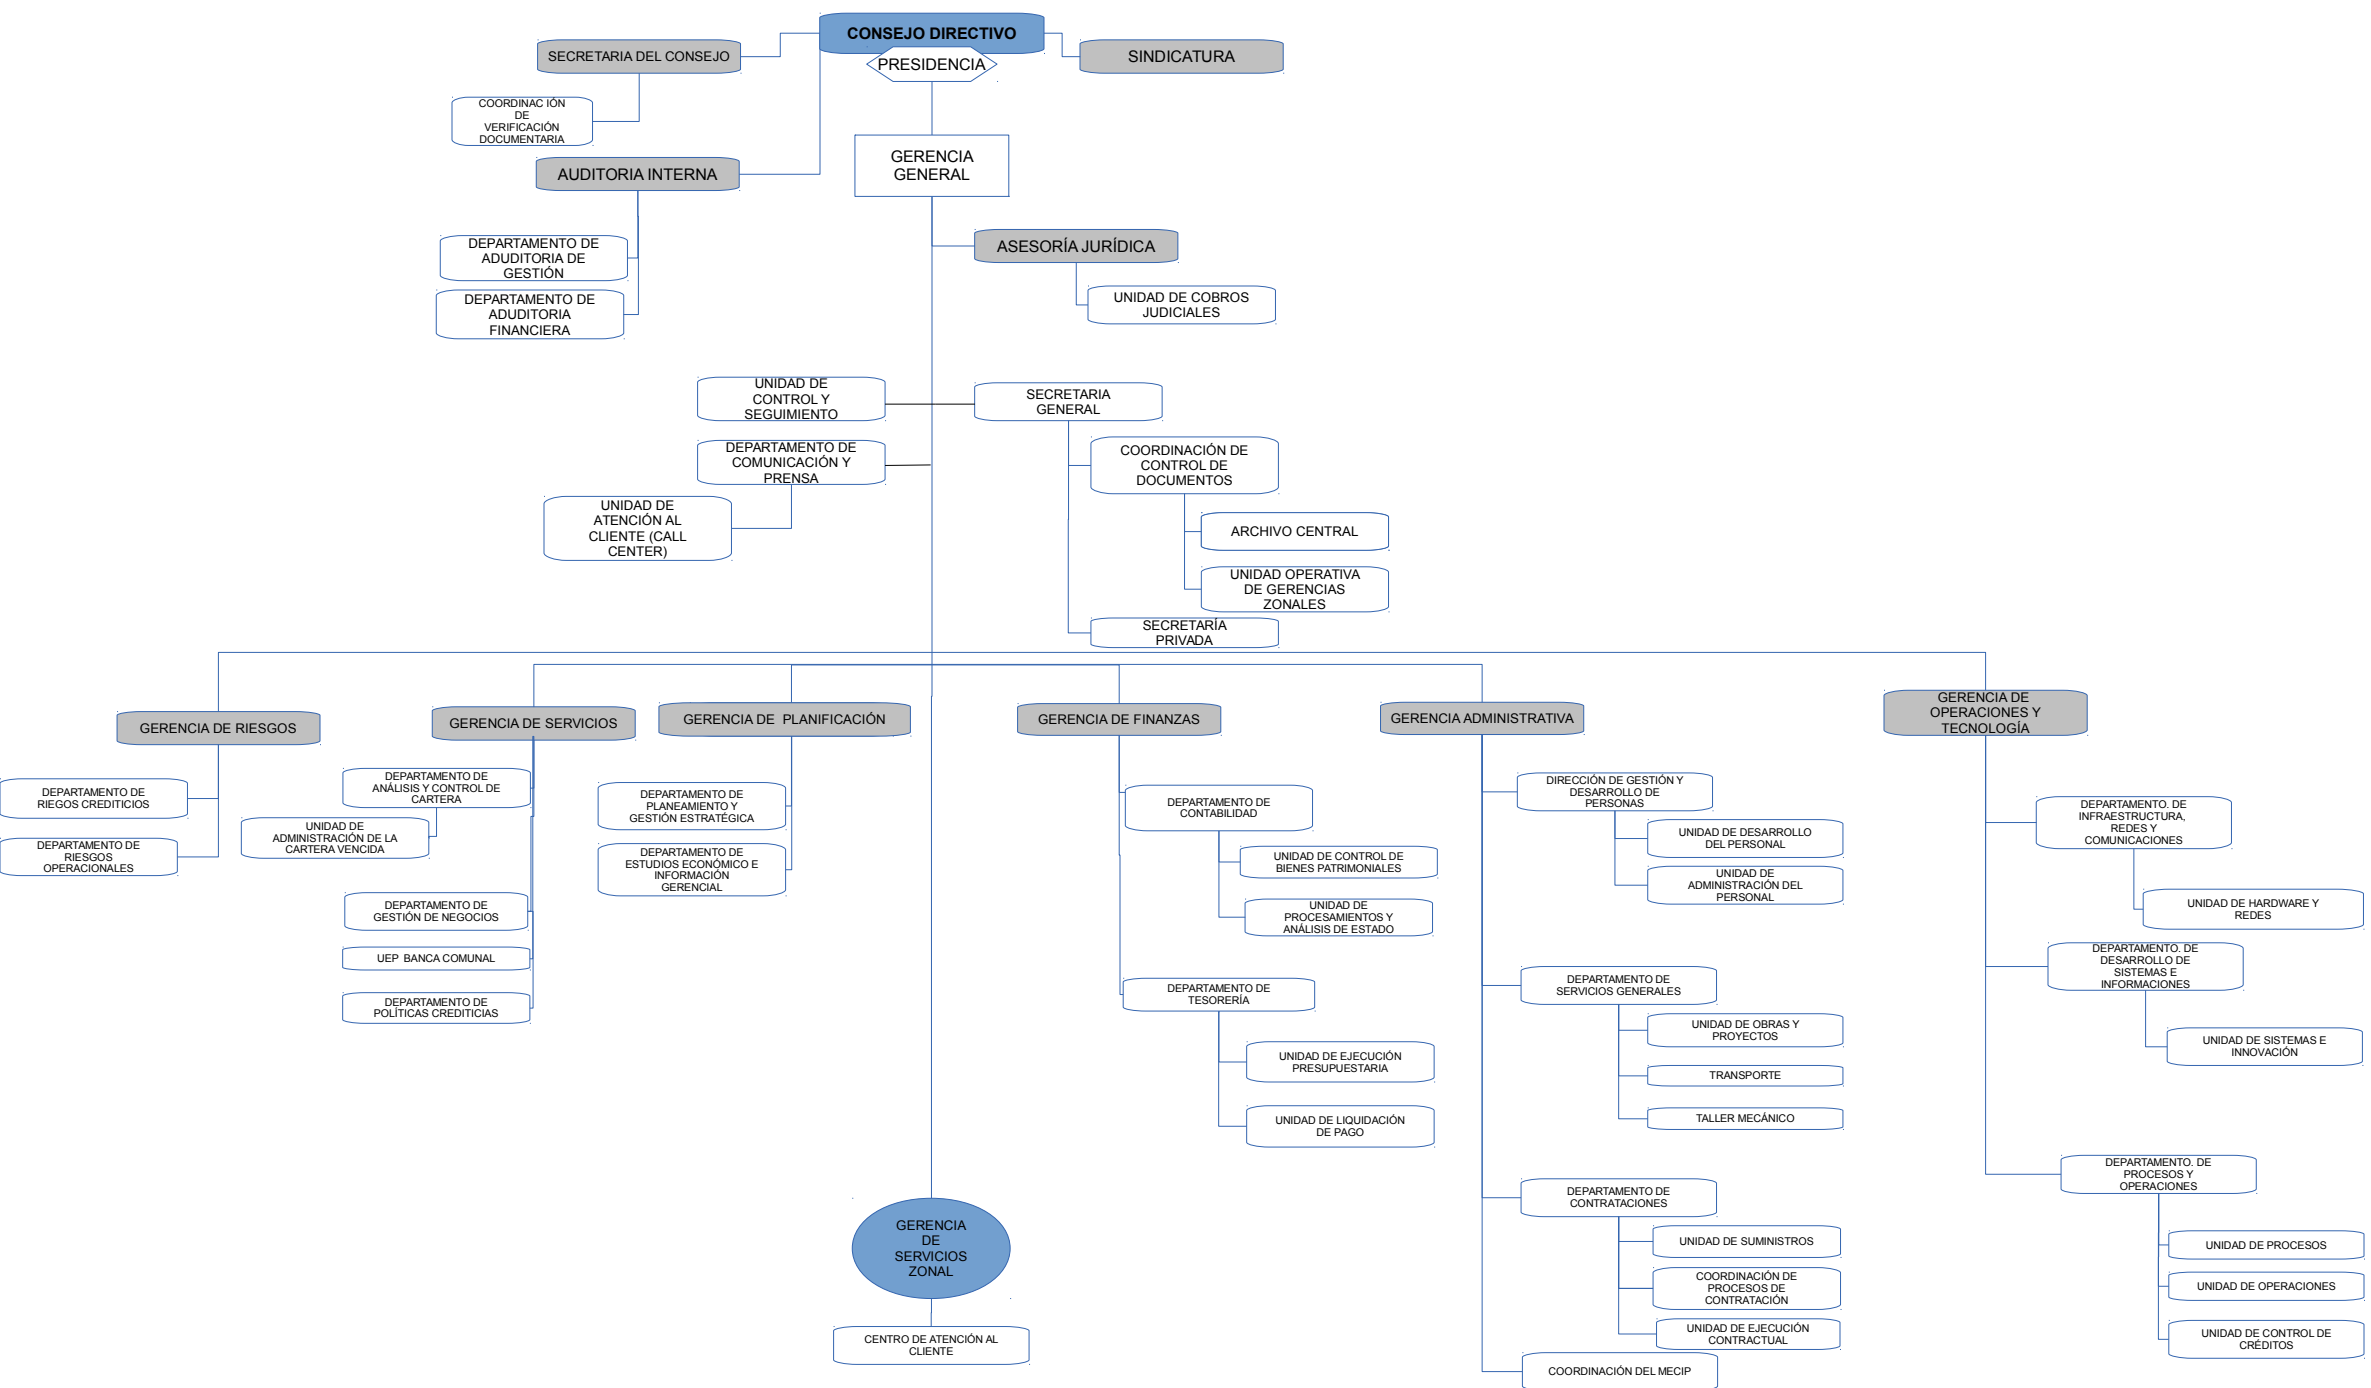 CONSEJO DIRECTIVO
PRESIDENCIA
SECRETARIA DEL CONSEJO
SINDICATURA
COORDINAC IÓN
DE
VERIFICACIÓN
DOCUMENTARIA
GERENCIA
GENERAL
AUDITORIA INTERNA
DEPARTAMENTO DE
ADUDITORIA DE
GESTIÓN
DEPARTAMENTO DE
ADUDITORIA
FINANCIERA
ASESORÍA JURÍDICA
UNIDAD DE COBROS
JUDICIALES
UNIDAD DE
CONTROL Y
SEGUIMIENTO
SECRETARIA
GENERAL
DEPARTAMENTO DE
COMUNICACIÓN Y
PRENSA
UNIDAD DE
ATENCIÓN AL
CLIENTE (CALL
CENTER)
COORDINACIÓN DE
CONTROL DE
DOCUMENTOS
ARCHIVO CENTRAL
UNIDAD OPERATIVA
DE GERENCIAS
ZONALES
SECRETARÍA
PRIVADA
GERENCIA DE RIESGOS
DEPARTAMENTO DE
RIEGOS CREDITICIOS
DEPARTAMENTO DE
RIESGOS
OPERACIONALES
GERENCIA DE SERVICIOS
DEPARTAMENTO DE
ANÁLISIS Y CONTROL DE
CARTERA
UNIDAD DE
ADMINISTRACIÓN DE LA
CARTERA VENCIDA
DEPARTAMENTO DE
GESTIÓN DE NEGOCIOS
UEP BANCA COMUNAL
DEPARTAMENTO DE
POLÍTICAS CREDITICIAS
GERENCIA DE PLANIFICACIÓN
DEPARTAMENTO DE
PLANEAMIENTO Y
GESTIÓN ESTRATÉGICA
DEPARTAMENTO DE
ESTUDIOS ECONÓMICO E
INFORMACIÓN
GERENCIAL
GERENCIA DE FINANZAS
DEPARTAMENTO DE
CONTABILIDAD
UNIDAD DE CONTROL DE
BIENES PATRIMONIALES
UNIDAD DE
PROCESAMIENTOS Y
ANÁLISIS DE ESTADO
DEPARTAMENTO DE
TESORERÍA
UNIDAD DE EJECUCIÓN
PRESUPUESTARIA
UNIDAD DE LIQUIDACIÓN
DE PAGO
GERENCIA ADMINISTRATIVA
DIRECCIÓN DE GESTIÓN Y
DESARROLLO DE
PERSONAS
UNIDAD DE DESARROLLO
DEL PERSONAL
UNIDAD DE
ADMINISTRACIÓN DEL
PERSONAL
DEPARTAMENTO DE
SERVICIOS GENERALES
UNIDAD DE OBRAS Y
PROYECTOS
TRANSPORTE
TALLER MECÁNICO
DEPARTAMENTO DE
CONTRATACIONES
UNIDAD DE SUMINISTROS
COORDINACIÓN DE
PROCESOS DE
CONTRATACIÓN
UNIDAD DE EJECUCIÓN
CONTRACTUAL
COORDINACIÓN DEL MECIP
GERENCIA DE
OPERACIONES Y
TECNOLOGÍA
DEPARTAMENTO. DE
INFRAESTRUCTURA,
REDES Y
COMUNICACIONES
UNIDAD DE HARDWARE Y
REDES
DEPARTAMENTO. DE
DESARROLLO DE
SISTEMAS E
INFORMACIONES
UNIDAD DE SISTEMAS E
INNOVACIÓN
DEPARTAMENTO. DE
PROCESOS Y
OPERACIONES
UNIDAD DE PROCESOS
UNIDAD DE OPERACIONES
UNIDAD DE CONTROL DE
CRÉDITOS
GERENCIA
DE
SERVICIOS
ZONAL
CENTRO DE ATENCIÓN AL
CLIENTE